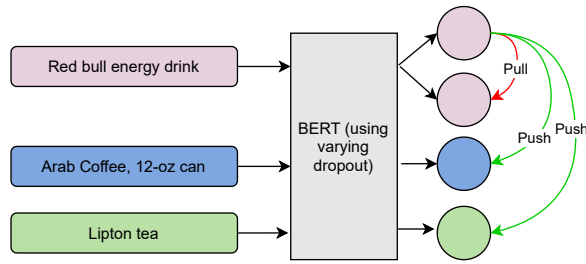 Red bull energy drink
Arab Coffee, 12-oz can
Lipton tea
BERT (using
varying
dropout)
Pull
Push
Push